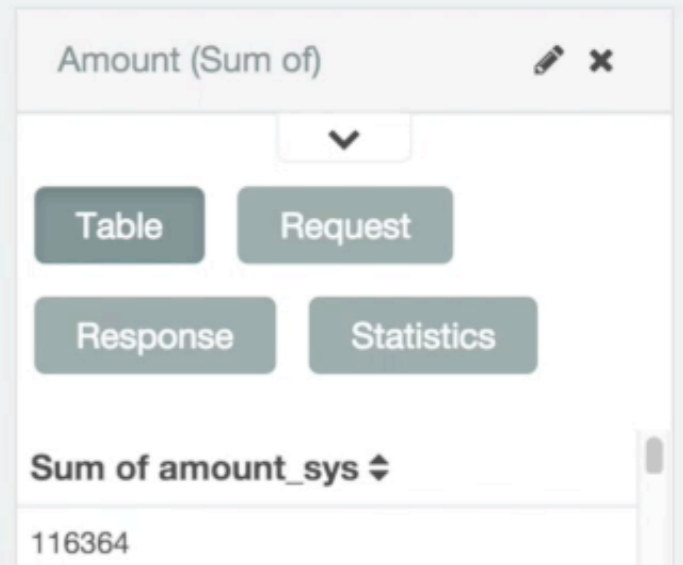 Amount (Sum of)
Table Request
Response Statistics
Sum of amount_sys
116364